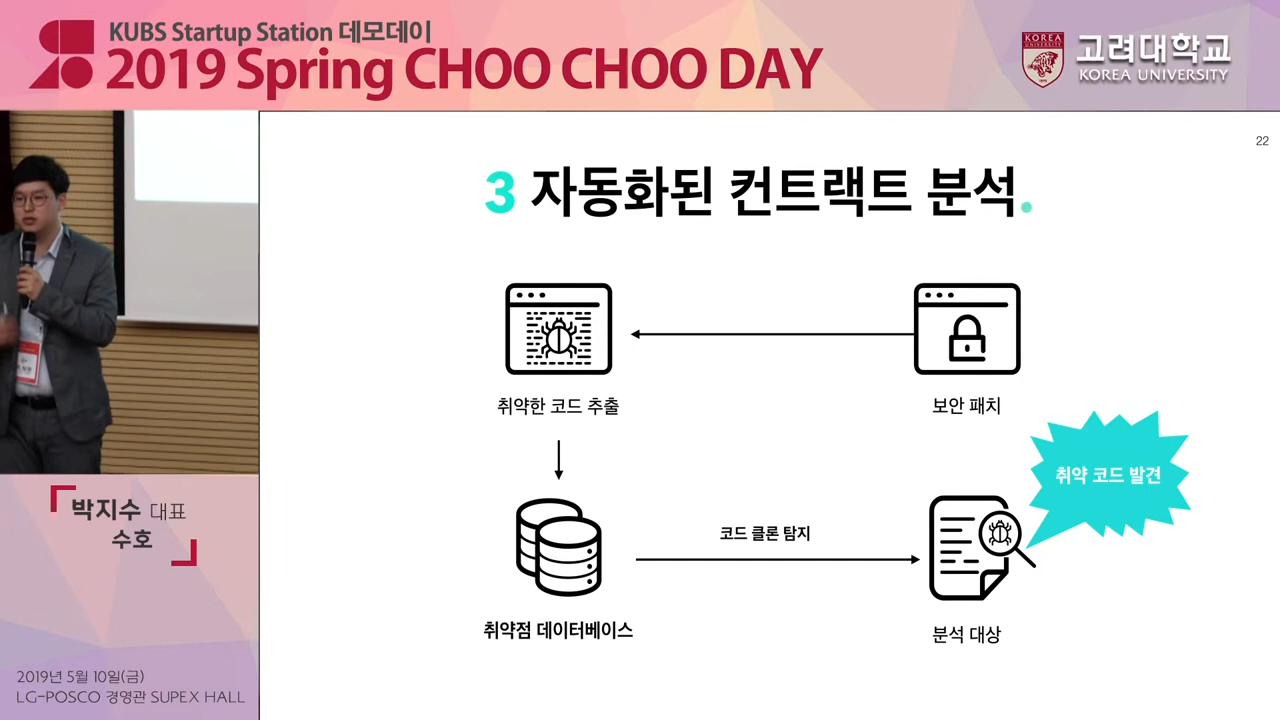 KUBS Startup Station 데모데이
2019 Spring CHOO CHOO DAY
KOREA
UNIVERSITY
고려대학교
KOREA UNIVERSITY
22
3 자동화된 컨트랙트 분석.
취약한 코드 추출
보안 패치
취약 코드 발견
코드 클론 탐지
취약점 데이터베이스
분석 대상
박지수 대표
수호
2019년 5월 10일(금)
LG-POSCO 경영관 SUPEX HALL